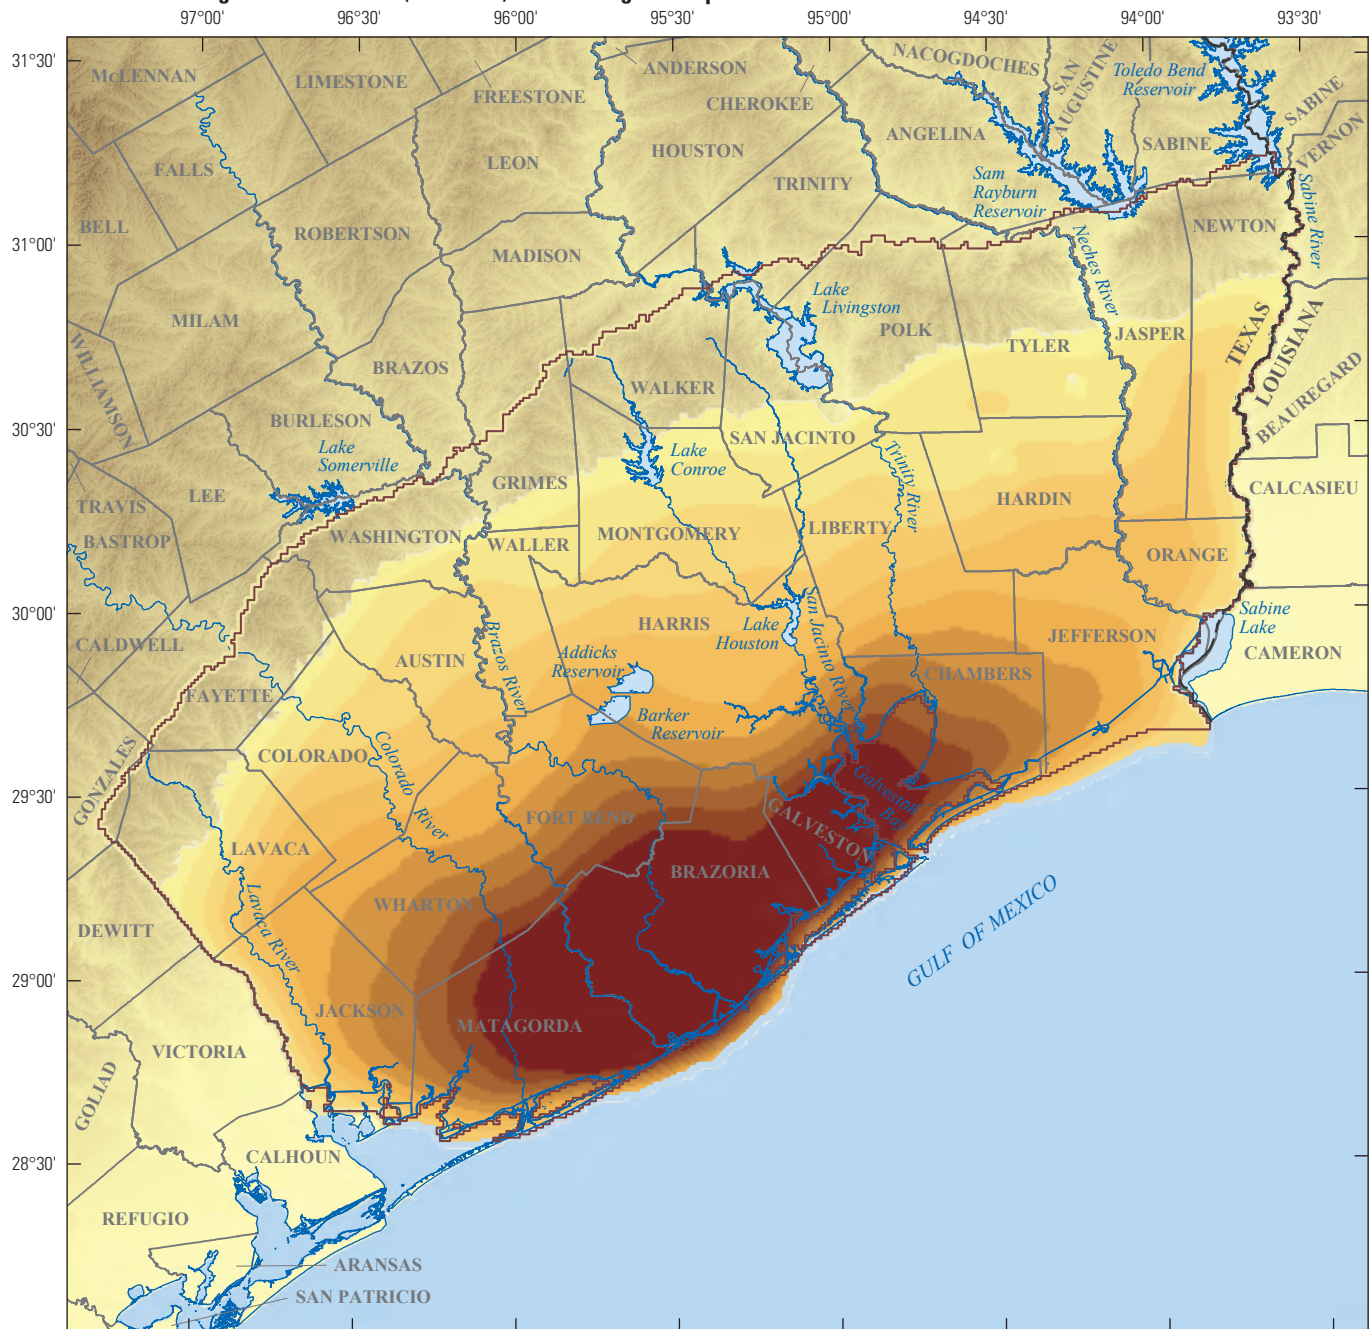 97°00'
96°30'
96°00'
95°30'
95°00'
94°30'
94°00'
93°30'
31°30'
31°00'
30°30'
30°00'
29°30'
29°00'
28°30'
McLENNAN
LIMESTONE
FREESTONE
ANDERSON
CHEROKEE
NACOGDOCHES
SAN
AUGUSTINE
Toledo Bend
Reservoir
SABINE
VERNON
FALLS
LEON
HOUSTON
ANGELINA
SABINE
TRINITY
Sam
Rayburn
Reservoir
Sabine River
BELL
ROBERTSON
MADISON
NEWTON
Neches River
MILAM
Lake
Livingston
POLK
TYLER
JASPER
TEXAS
LOUISIANA
WILLIAMSON
BRAZOS
WALKER
BEAUREGARD
BURLESON
Lake
Somerville
SAN JACINTO
Lake
Conroe
Trinity River
GRIMES
LEE
TRAVIS
HARDIN
CALCASIEU
BASTROP
WASHINGTON
WALLER
MONTGOMERY
LIBERTY
ORANGE
CALDWELL
HARRIS
Lake
Houston
San Jacinto River
JEFFERSON
Sabine
Lake
CAMERON
AUSTIN
Brazos River
Addicks
Reservoir
CHAMBERS
FAYETTE
Barker
Reservoir
GONZALES
COLORADO
Colorado
River
Galveston
Bay
FORT BEND
GALVESTON
LAVACA
BRAZORIA
Lavaca River
WHARTON
DEWITT
GULF OF MEXICO
JACKSON
MATAGORDA
VICTORIA
GOLIAD
CALHOUN
REFUGIO
ARANSAS
SAN PATRICIO